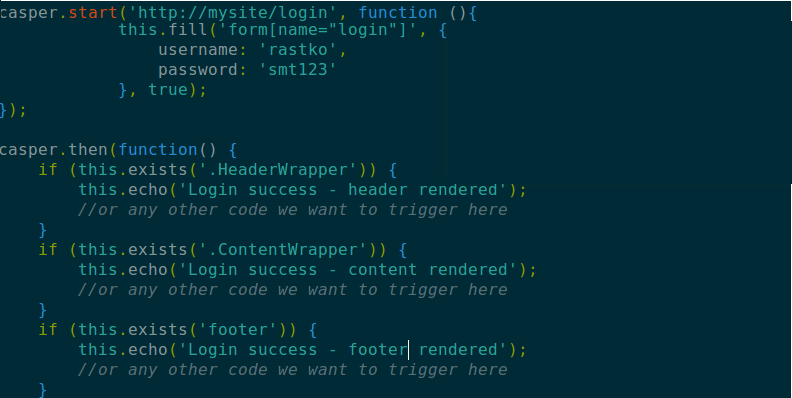 casper.start('http://mysite/login', function (){
            this.fill('form[name="login"]', {
                username: 'rastko',
                password: 'smt123'
            }, true);
});

casper.then(function() {
    if (this.exists('.HeaderWrapper')) {
        this.echo('Login success - header rendered');
        //or any other code we want to trigger here
    }
    if (this.exists('.ContentWrapper')) {
        this.echo('Login success - content rendered');
        //or any other code we want to trigger here
    }
    if (this.exists('footer')) {
        this.echo('Login success - footer rendered');
        //or any other code we want to trigger here
    }